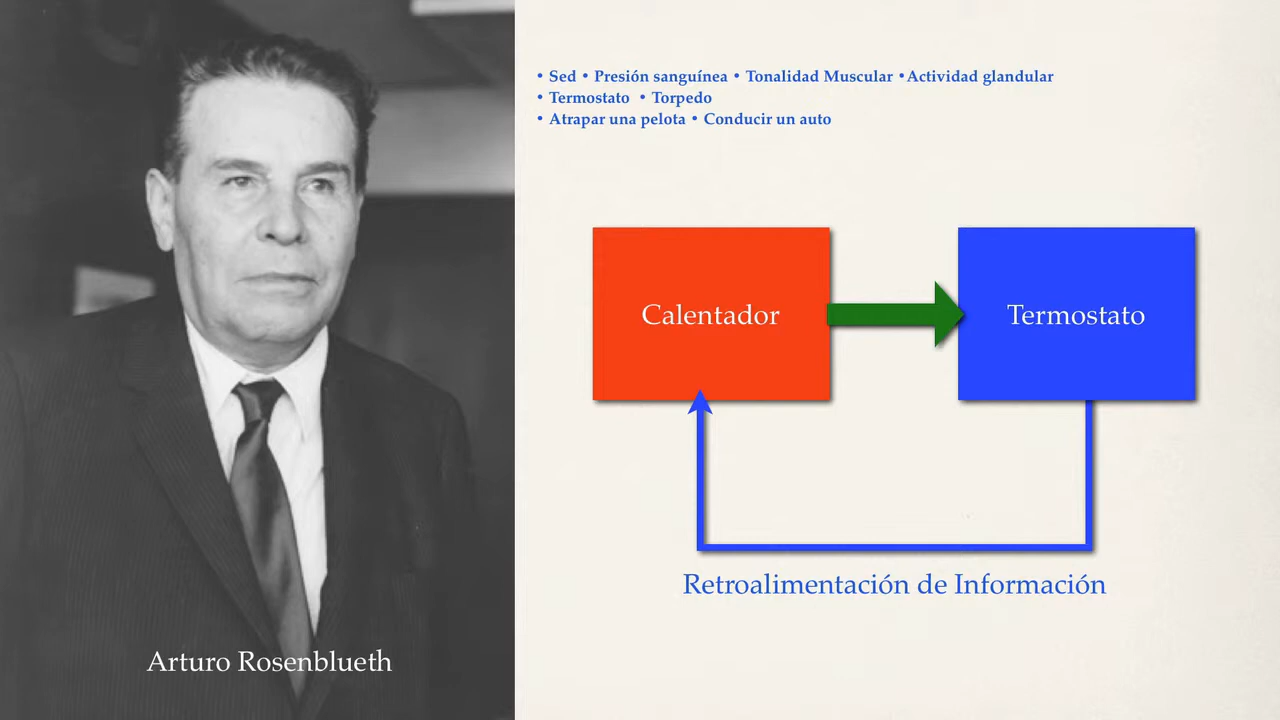 • Sed • Presión sanguínea • Tonalidad Muscular •Actividad glandular
• Termostato • Torpedo
• Atrapar una pelota • Conducir un auto
Calentador
Termostato
Retroalimentación de Información
Arturo Rosenblueth